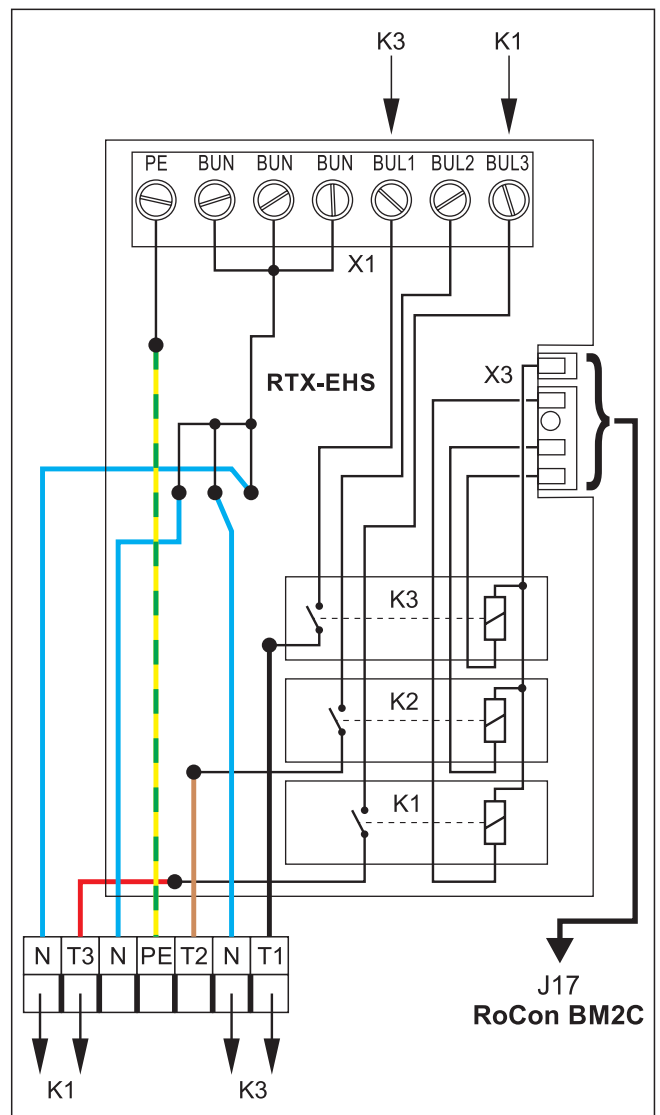 K3 K1
PE BUN BUN BUN BUL1 BUL2 BUL3
X1
RTX-EHS
X3
K3
K2
K1
N T3 N PE T2 N T1
J17
RoCon BM2C
K1 K3